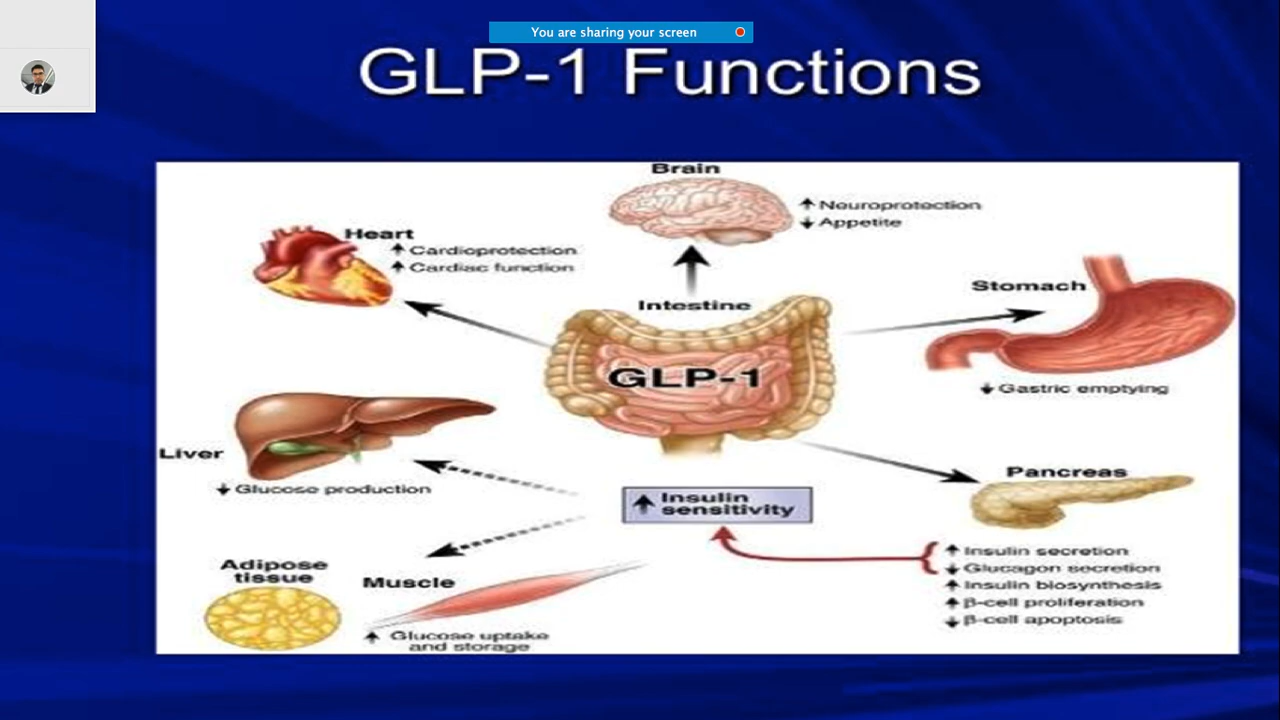 You are sharing your screen
GLP-1 Functions
Brain
↑ Neuroprotection
↓ Appetite
Heart
↑ Cardioprotection
↑ Cardiac function
Intestine
GLP-1
Stomach
↓ Gastric emptying
Liver
↓ Glucose production
↑ Insulin
sensitivity
Pancreas
↑ Insulin secretion
↓ Glucagon secretion
↑ Insulin biosynthesis
↑ β-cell proliferation
↓ β-cell apoptosis
Adipose
tissue
Muscle
↑ Glucose uptake
and storage